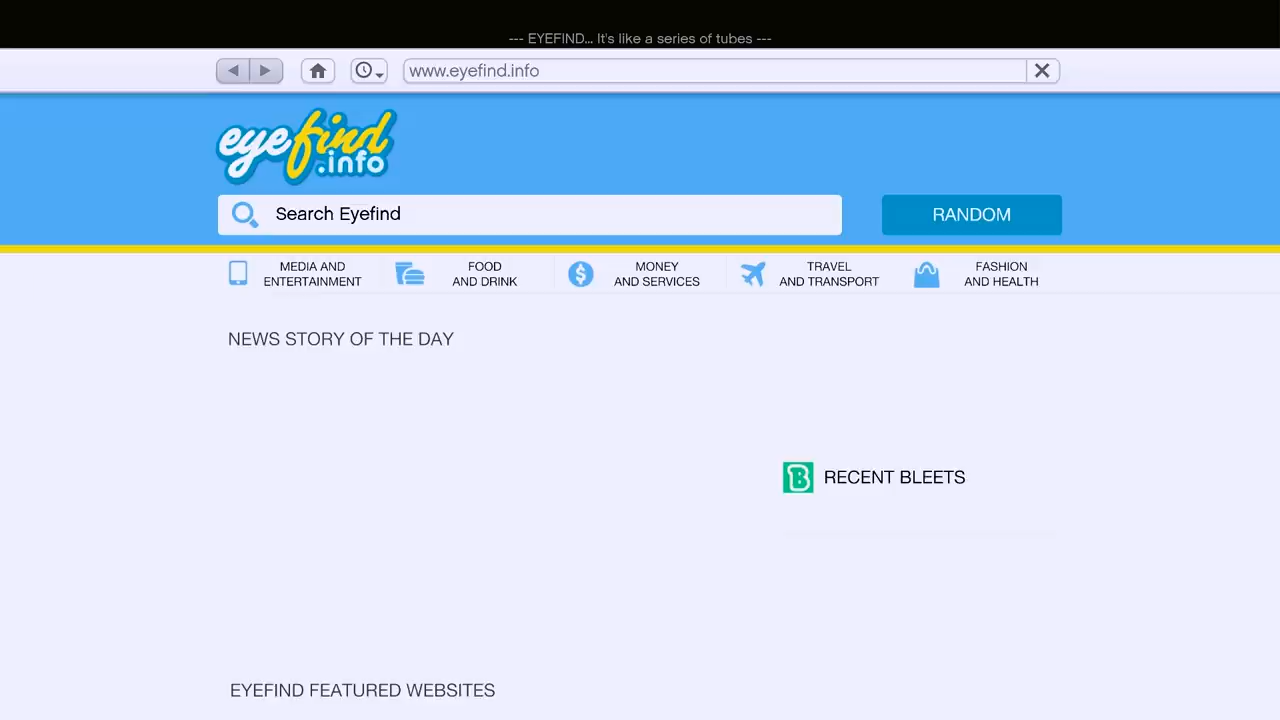 --- EYEFIND... It's like a series of tubes ---
www.eyefind.info
eyefind
.info
Search Eyefind
RANDOM
MEDIA AND
ENTERTAINMENT
FOOD
AND DRINK
MONEY
AND SERVICES
TRAVEL
AND TRANSPORT
FASHION
AND HEALTH
NEWS STORY OF THE DAY
B
RECENT BLEETS
EYEFIND FEATURED WEBSITES